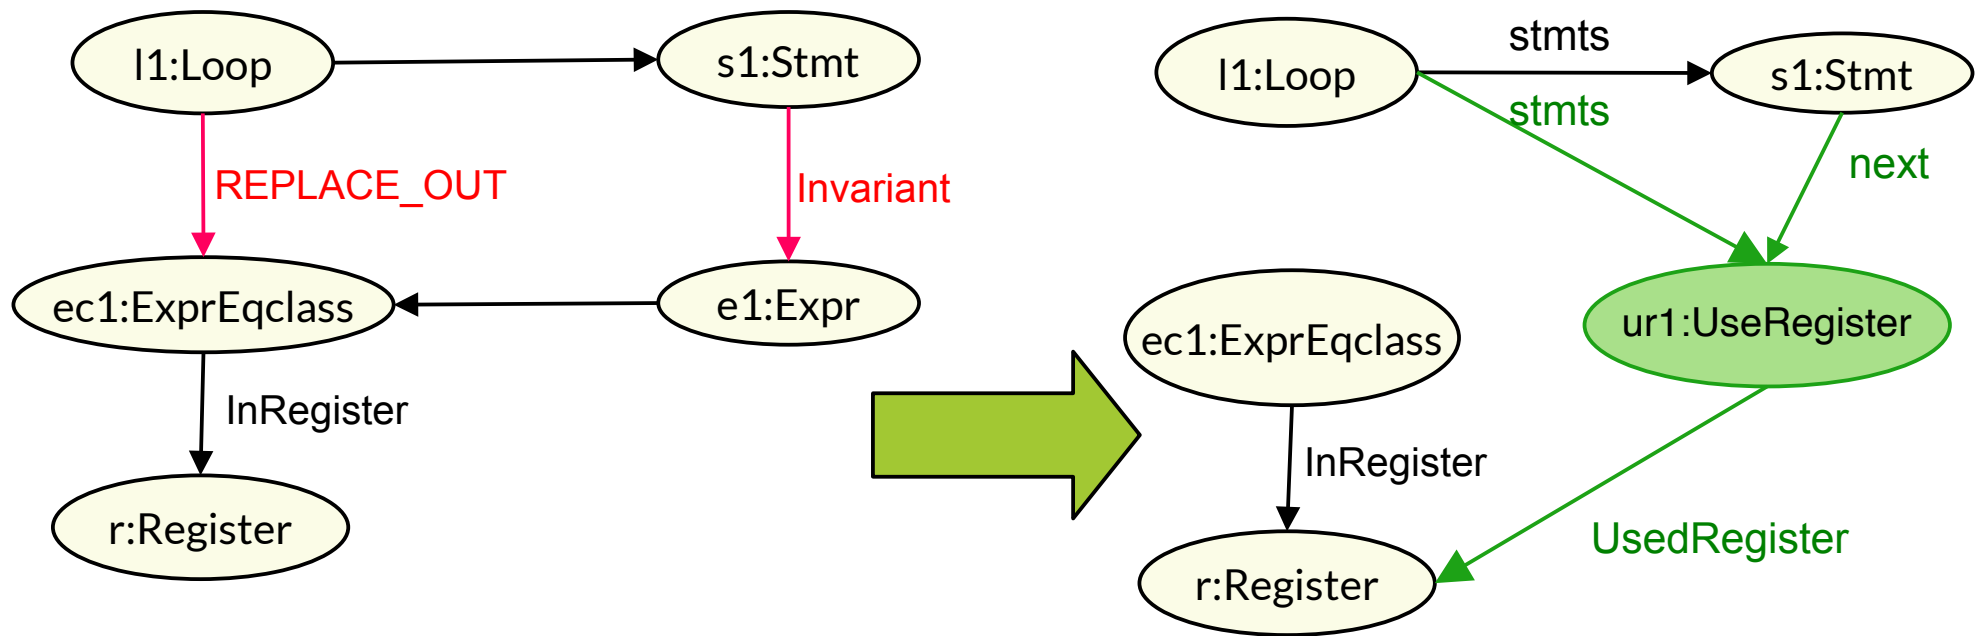 l1:Loop
s1:Stmt
REPLACE_OUT
Invariant
ec1:ExprEqclass
e1:Expr
InRegister
r:Register
l1:Loop
stmts
s1:Stmt
stmts
next
ec1:ExprEqclass
ur1:UseRegister
InRegister
UsedRegister
r:Register